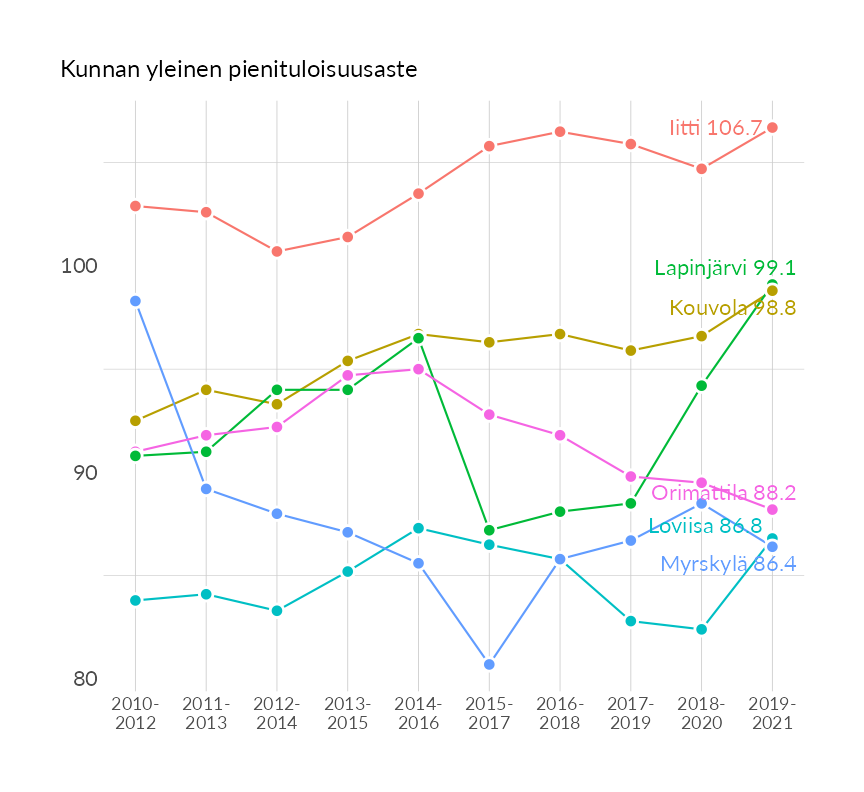 Kunnan yleinen pienituloisuusaste
Iitti 106.7
100
Lapinjärvi 99.1
Kouvola 98.8
90
Orimattila 88.2
Loviisa 86.8
Myrskylä 86.4
80
2010- 2011- 2012- 2013- 2014- 2015- 2016- 2017- 2018- 2019-
2012 2013 2014 2015 2016 2017 2018 2019 2020 2021